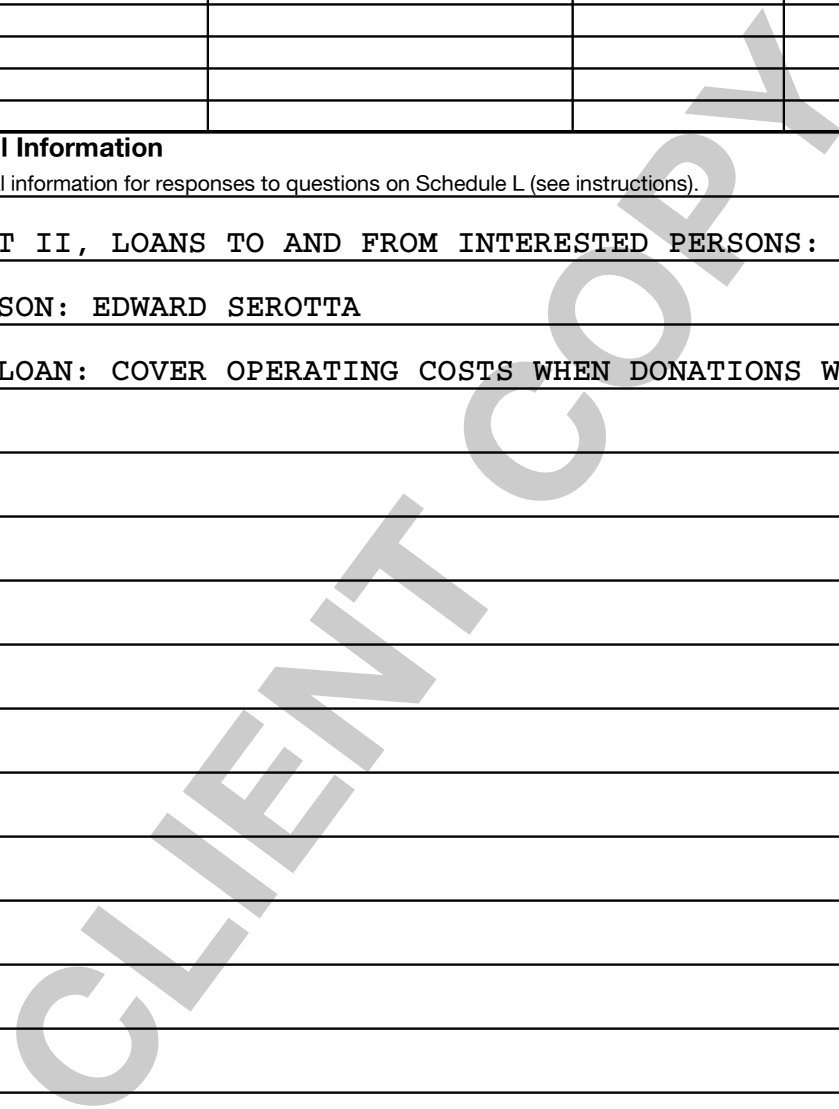 l Information
l information for responses to questions on Schedule L (see instructions).
T II, LOANS TO AND FROM INTERESTED PERSONS:
SON: EDWARD SEROTTA
LOAN: COVER OPERATING COSTS WHEN DONATIONS W
CLIENT COPY